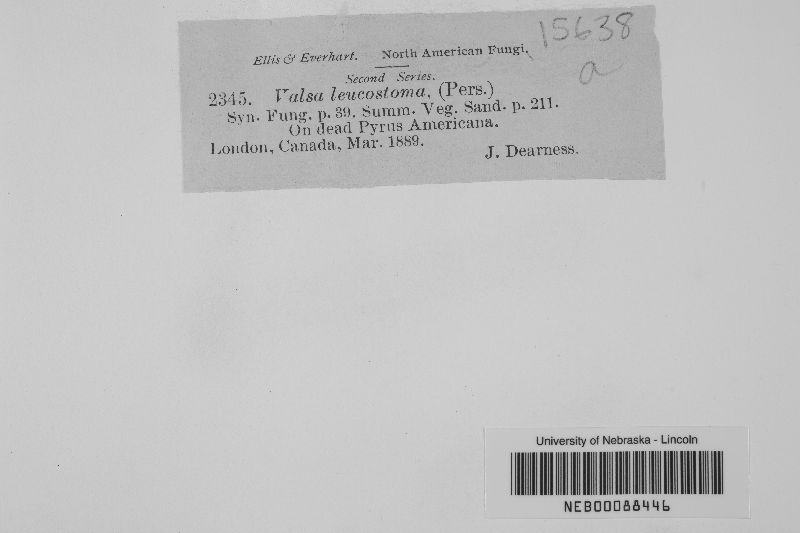 Ellis & Everhart. North American Fungi.
15638
a
Second Series.
2345. Valsa leucostoma, (Pers.)
Syn. Fung. p. 39. Summ. Veg. Sand. p. 211.
On dead Pyrus Americana.
London, Canada, Mar. 1889.
J. Dearness.
University of Nebraska - Lincoln
NEB00088446